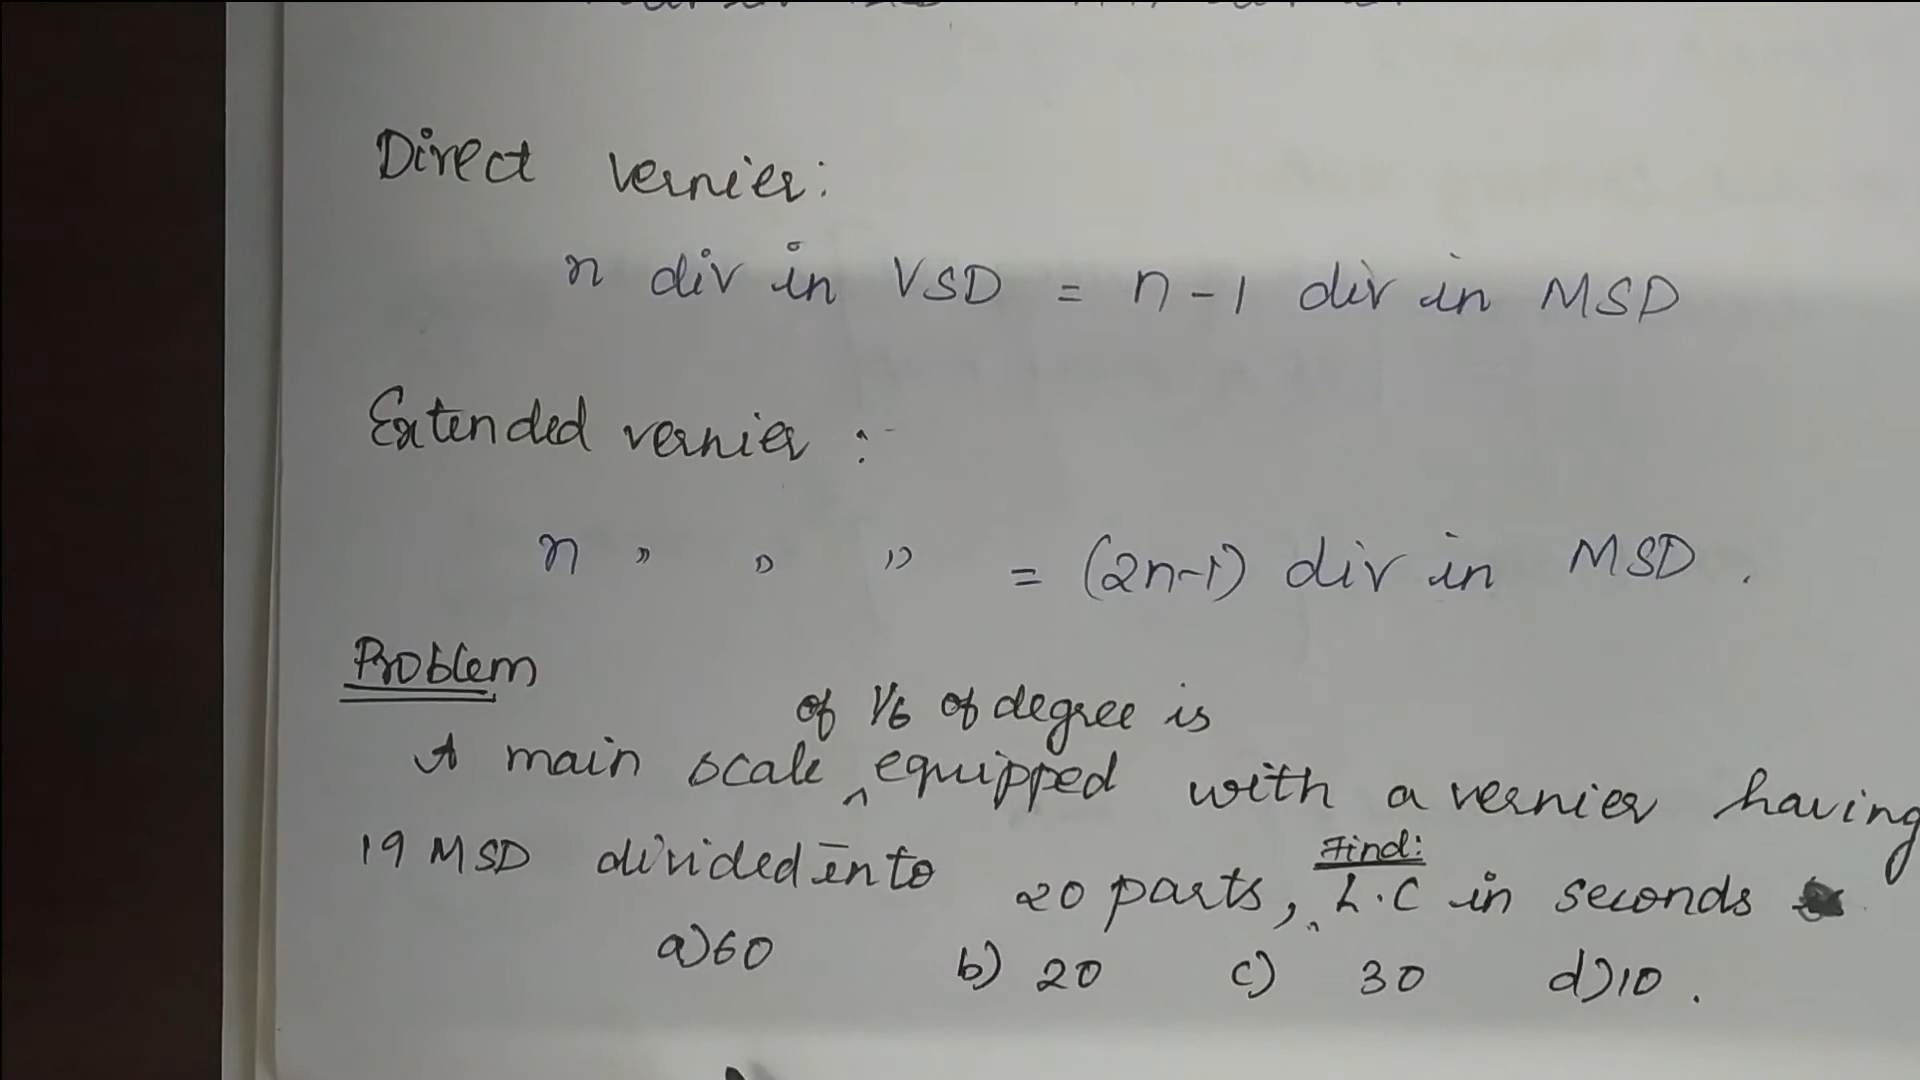 Direct vernier:
n div in VSD = n-1 div in MSD
Extended vernier :-
n " " " = (2n-1) div in MSD.
Problem
of 1/6 of degree is
A main scale ^ equipped with a vernier having
Find:
19 MSD divided into 20 parts, ^ L.C in seconds
a) 60 b) 20 c) 30 d) 10.